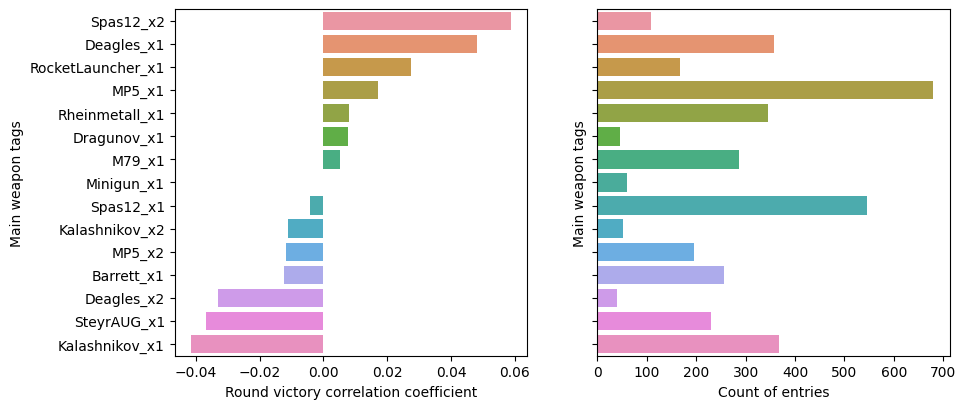 Main weapon tags
Spas12_x2
Deagles_x1
RocketLauncher_x1
MP5_x1
Rheinmetall_x1
Dragunov_x1
M79_x1
Minigun_x1
Spas12_x1
Kalashnikov_x2
MP5_x2
Barrett_x1
Deagles_x2
SteyrAUG_x1
Kalashnikov_x1
−0.04 −0.02 0.00 0.02 0.04 0.06
Round victory correlation coefficient
Main weapon tags
0 100 200 300 400 500 600 700
Count of entries